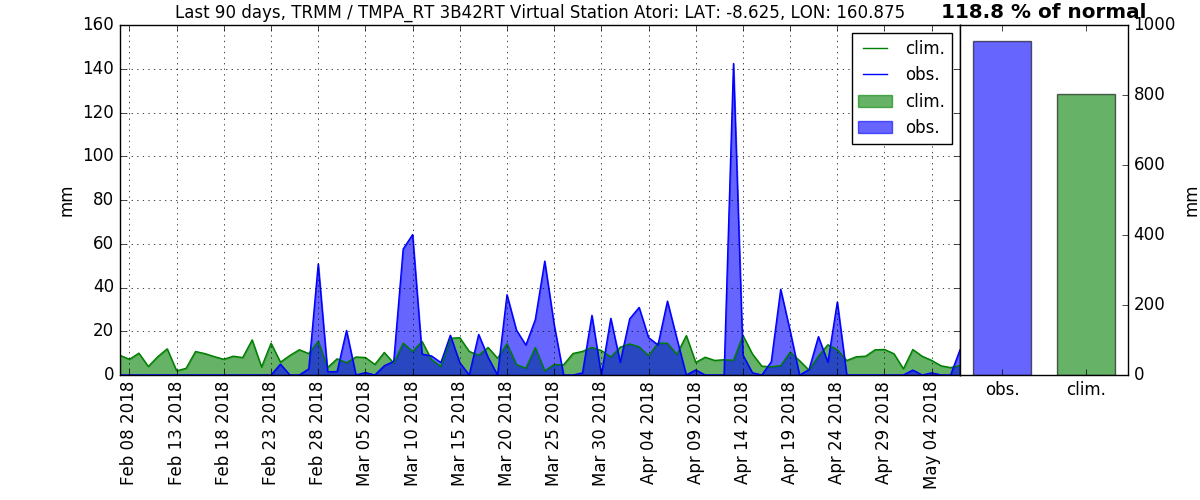 Last 90 days, TRMM / TMPA_RT 3B42RT Virtual Station Atori: LAT: -8.625, LON: 160.875
118.8 % of normal
160
140
120
100
80
60
40
20
0
mm
clim.
obs.
clim.
obs.
1000
800
600
400
200
0
mm
obs.
clim.
Feb 08 2018
Feb 13 2018
Feb 18 2018
Feb 23 2018
Feb 28 2018
Mar 05 2018
Mar 10 2018
Mar 15 2018
Mar 20 2018
Mar 25 2018
Mar 30 2018
Apr 04 2018
Apr 09 2018
Apr 14 2018
Apr 19 2018
Apr 24 2018
Apr 29 2018
May 04 2018